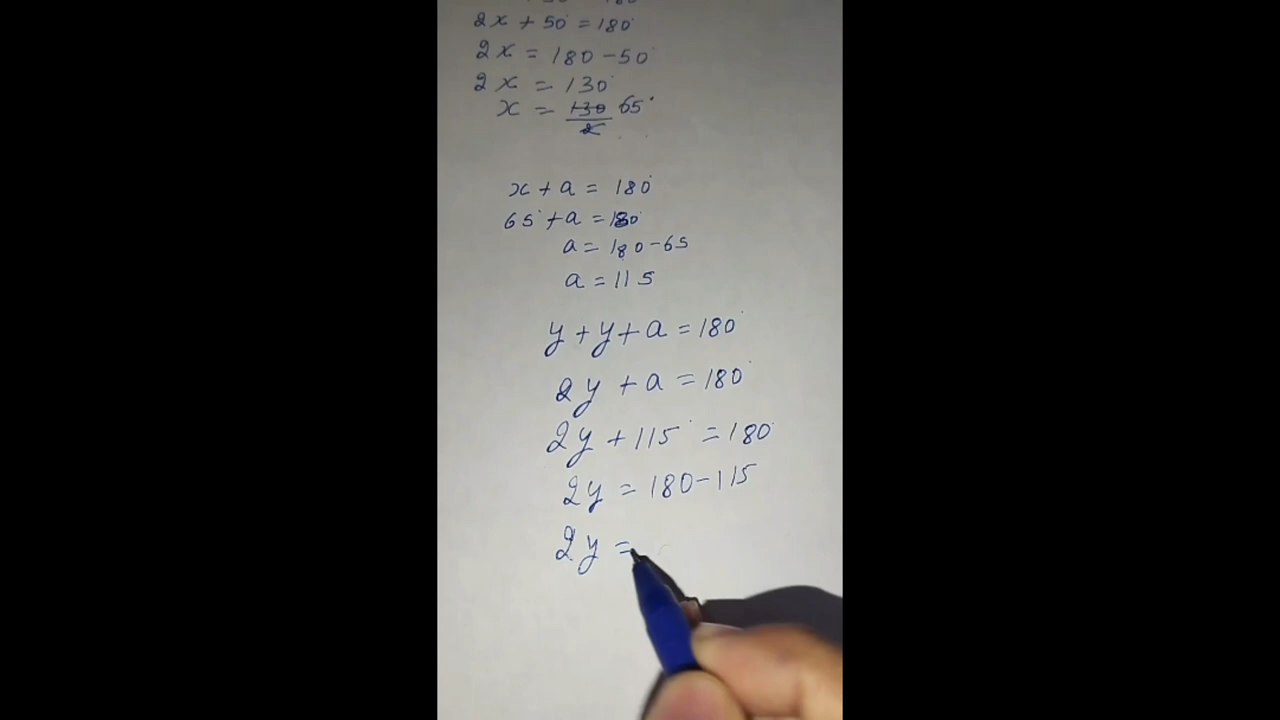 2x + 50° = 180°
2x = 180 - 50°
2x = 130°
x = 130/2 65°
x + a = 180°
65° + a = 180°
a = 180 - 65
a = 115
y + y + a = 180°
2y + a = 180°
2y + 115° = 180°
2y = 180 - 115
2y =